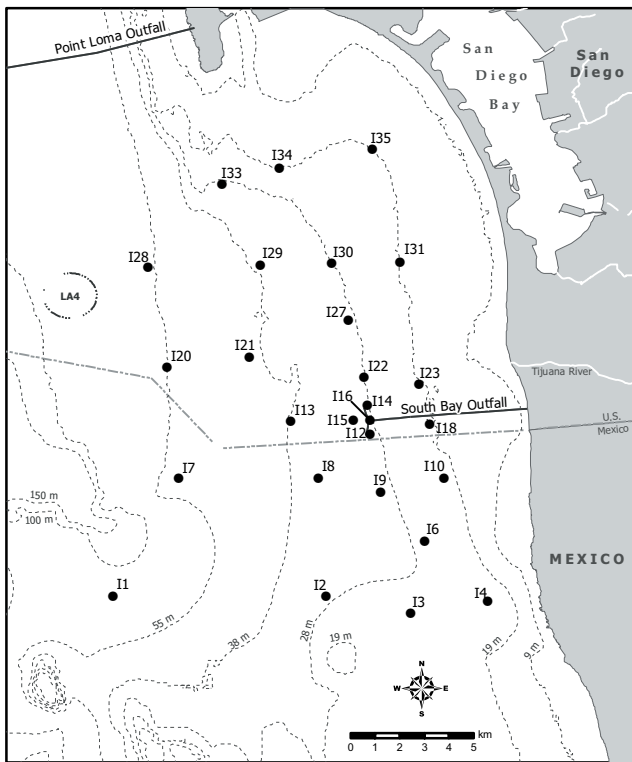 Point Loma Outfall
San
Diego
Bay
San
Diego
I35
I34
I33
I28
I29
I30
I31
LA4
I27
I20
I21
I22
I23
Tijuana River
I16
I14
South Bay Outfall
I13
I15
I18
I12
U.S.
Mexico
I7
I8
I9
I10
150 m
100 m
I6
MEXICO
I1
I2
I3
I4
55 m
38 m
28 m
19 m
19 m
9 m
N
W E
S
km
0 1 2 3 4 5